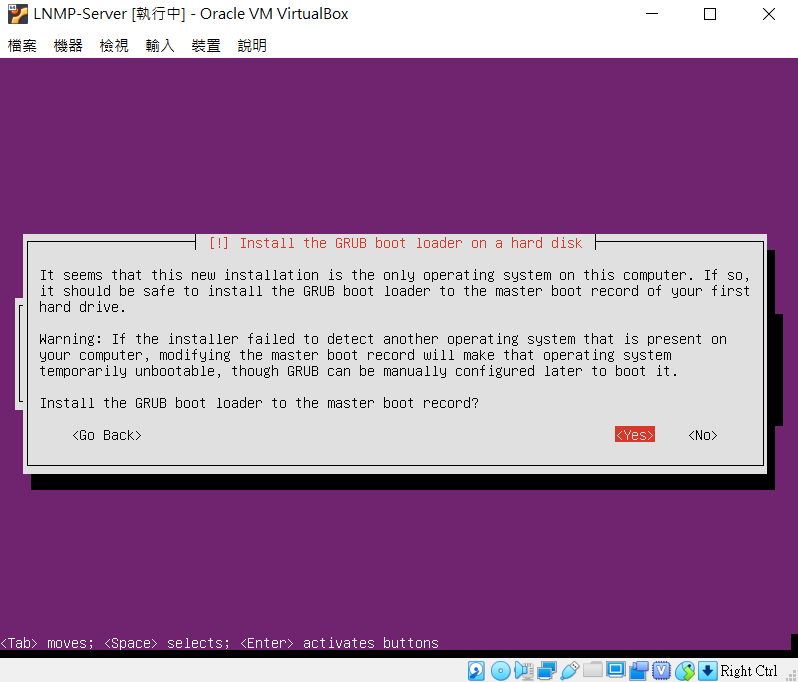 LNMP-Server [執行中] - Oracle VM VirtualBox
檔案 機器 檢視 輸入 裝置 說明
[!] Install the GRUB boot loader on a hard disk
It seems that this new installation is the only operating system on this computer. If so,
it should be safe to install the GRUB boot loader to the master boot record of your first
hard drive.
Warning: If the installer failed to detect another operating system that is present on
your computer, modifying the master boot record will make that operating system
temporarily unbootable, though GRUB can be manually configured later to boot it.
Install the GRUB boot loader to the master boot record?
<Go Back> <Yes> <No>
<Tab> moves; <Space> selects; <Enter> activates buttons
Right Ctrl